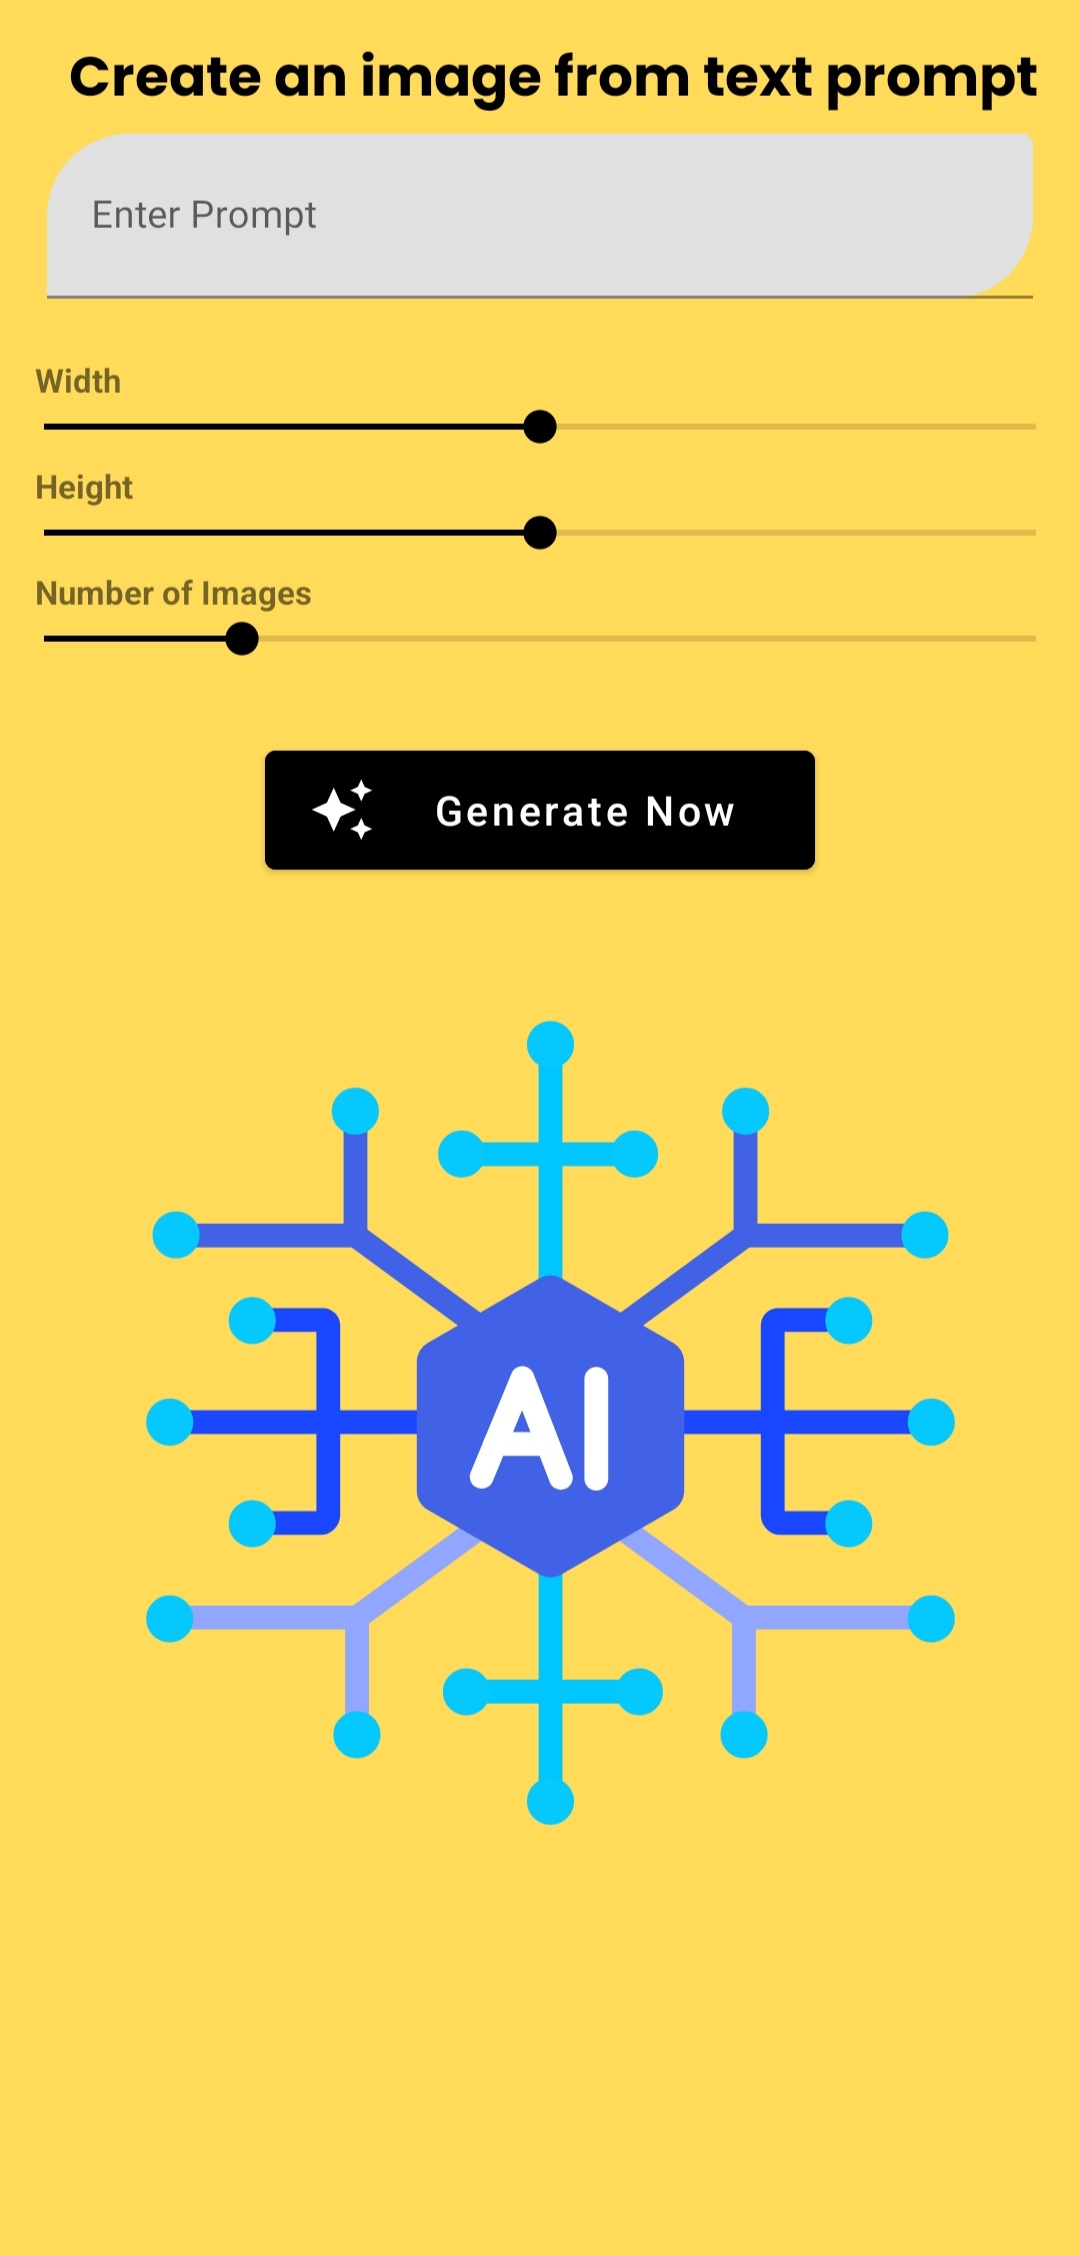 Create an image from text prompt
Enter Prompt
Width
Height
Number of Images
Generate Now
AI